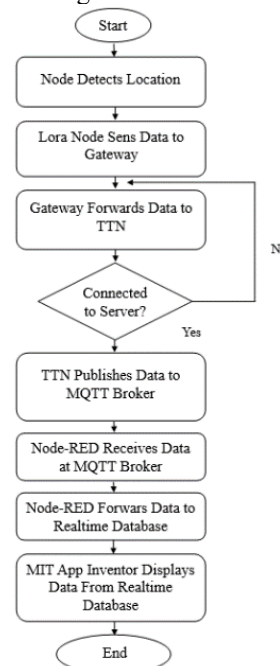 Start
Node Detects Location
Lora Node Sens Data to
Gateway
Gateway Forwards Data to
TTN
Connected
to Server?
N
Yes
TTN Publishes Data to
MQTT Broker
Node-RED Receives Data
at MQTT Broker
Node-RED Forwars Data to
Realtime Database
MIT App Inventor Displays
Data From Realtime
Database
End